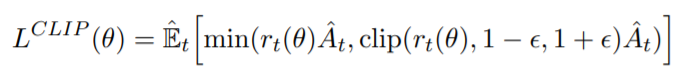 L^{CLIP}(θ) = Ê_t[min(r_t(θ)Â_t, clip(r_t(θ), 1 − ϵ, 1 + ϵ)Â_t)]